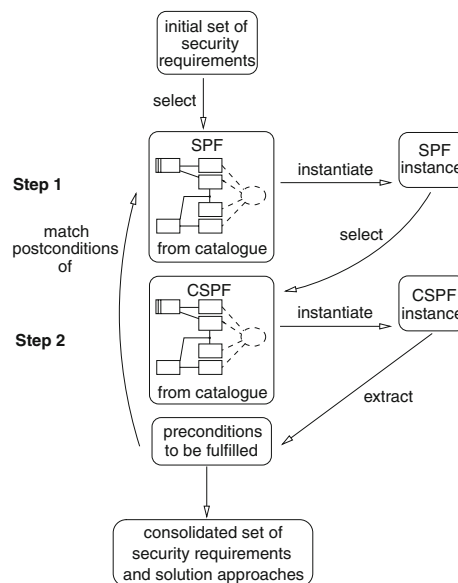 initial set of
security
requirements
select
SPF
instantiate
SPF
instance
Step 1
match
postconditions
of
from catalogue
select
CSPF
instantiate
CSPF
instance
Step 2
from catalogue
extract
preconditions
to be fulfilled
consolidated set of
security requirements
and solution approaches